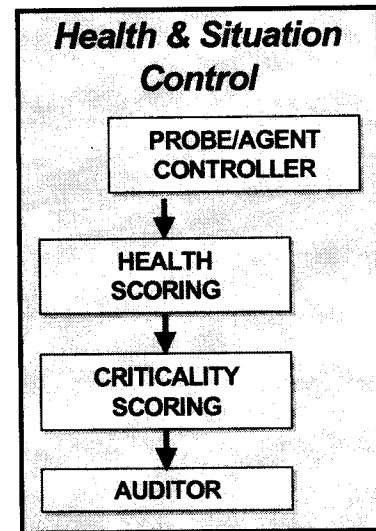 Health & Situation
Control
PROBE/AGENT
CONTROLLER
HEALTH
SCORING
CRITICALITY
SCORING
AUDITOR